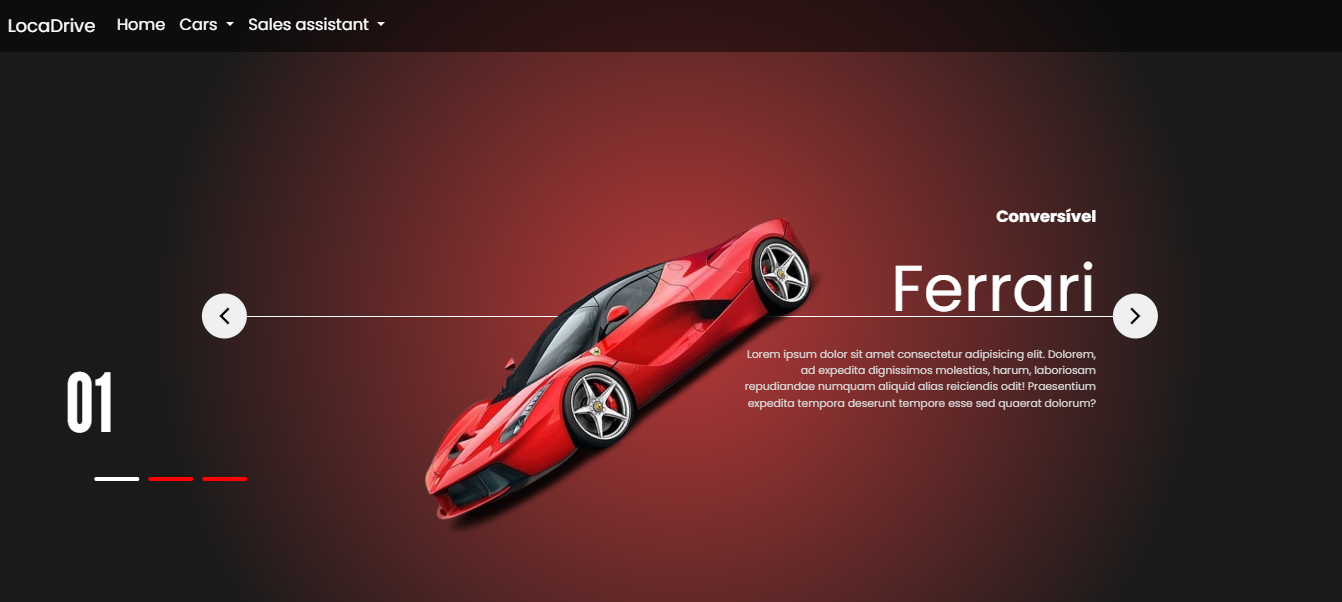 LocaDrive Home Cars Sales assistant
Conversível
Ferrari
Lorem ipsum dolor sit amet consectetur adipisicing elit. Dolorem,
ad expedita dignissimos molestias, harum, laboriosam
repudiandae numquam aliquid alias reiciendis odit! Praesentium
expedita tempora deserunt tempore esse sed quaerat dolorum?
01